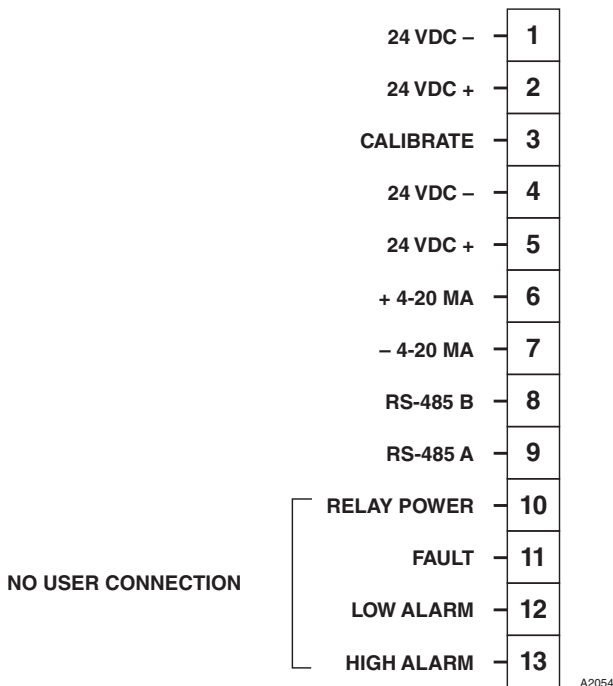 24 VDC – 1
24 VDC + 2
CALIBRATE 3
24 VDC – 4
24 VDC + 5
+ 4-20 MA 6
– 4-20 MA 7
RS-485 B 8
RS-485 A 9
RELAY POWER 10
FAULT 11
NO USER CONNECTION
LOW ALARM 12
HIGH ALARM 13
A2054